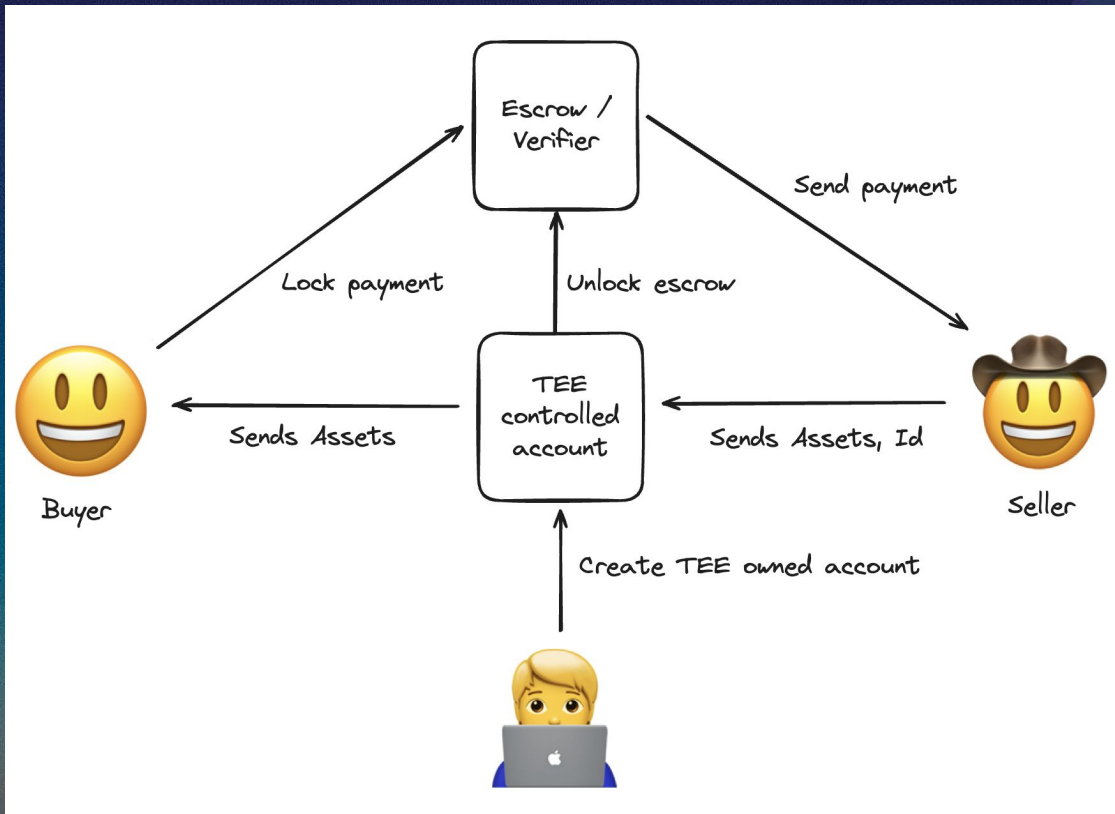 Escrow /
Verifier
Send payment
Lock payment
Unlock escrow
TEE
controlled
account
Sends Assets
Sends Assets, Id
Buyer
Seller
Create TEE owned account